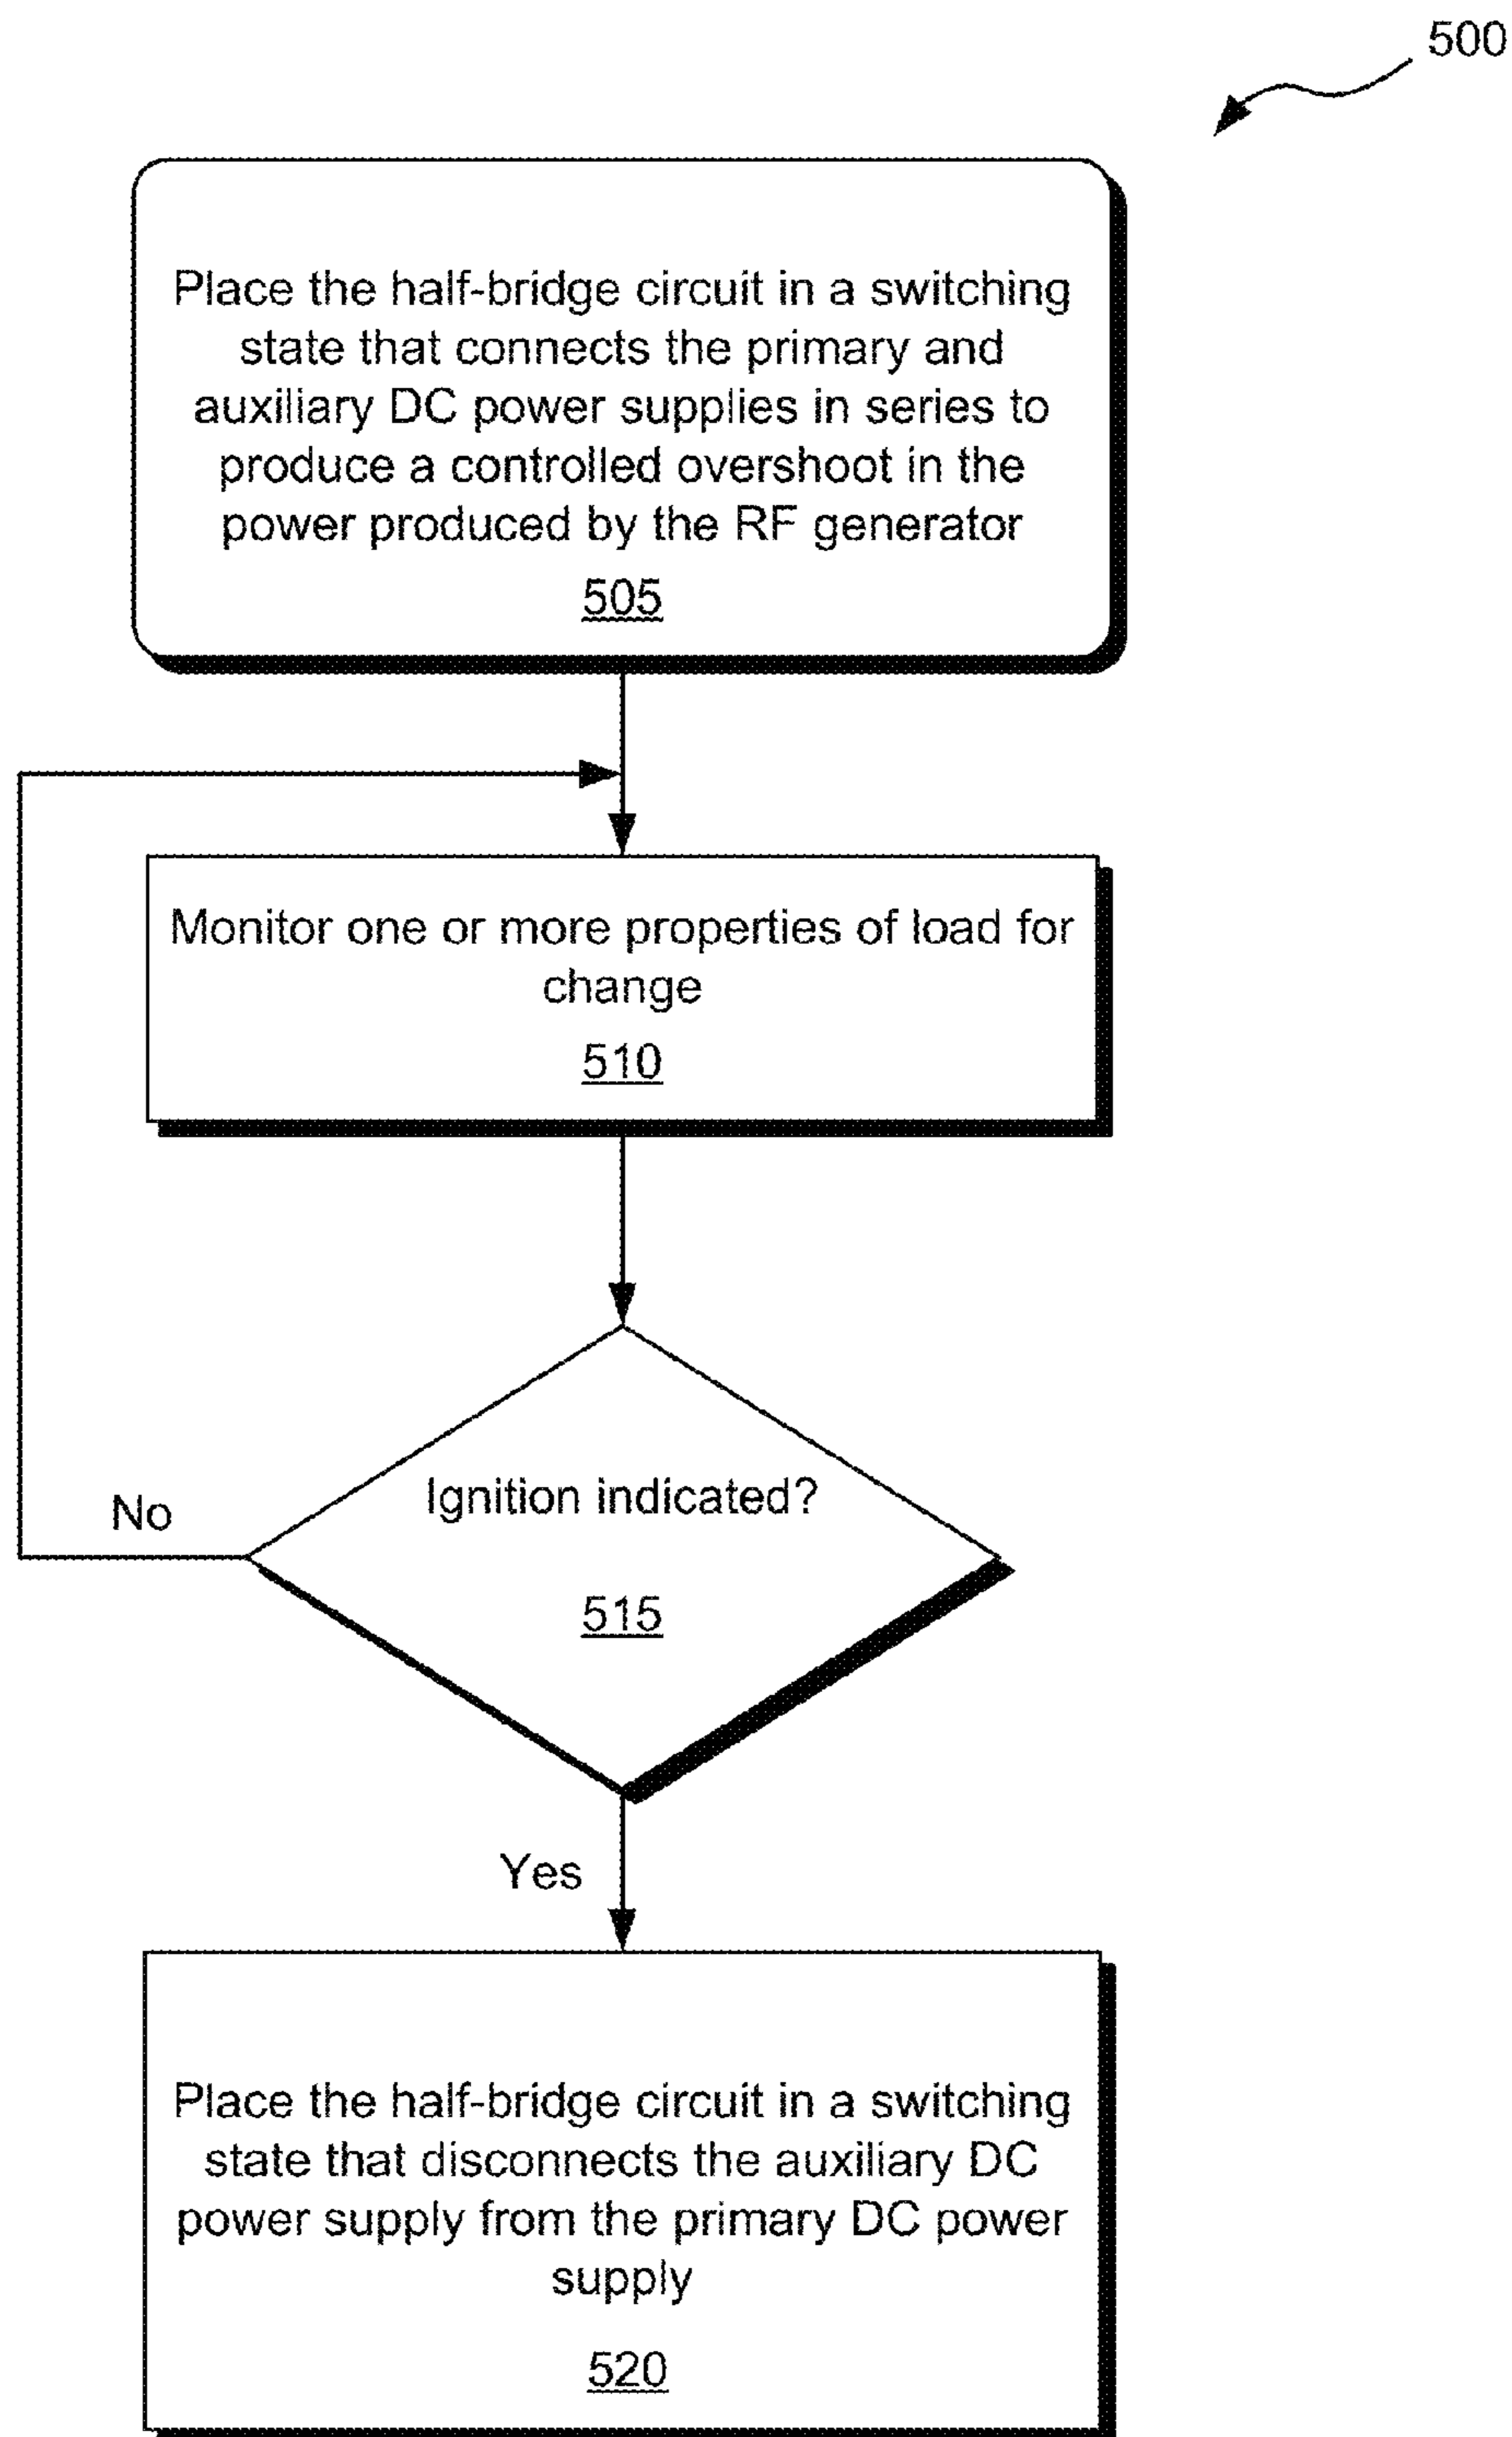 500
Place the half-bridge circuit in a switching
state that connects the primary and
auxiliary DC power supplies in series to
produce a controlled overshoot in the
power produced by the RF generator
505
Monitor one or more properties of load for
change
510
Ignition indicated?
No
515
Yes
Place the half-bridge circuit in a switching
state that disconnects the auxiliary DC
power supply from the primary DC power
supply
520